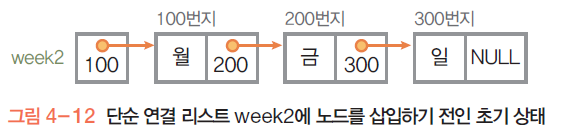 100번지 200번지 300번지
week2 100 월 200 금 300 일 NULL
그림 4-12 단순 연결 리스트 week2에 노드를 삽입하기 전인 초기 상태